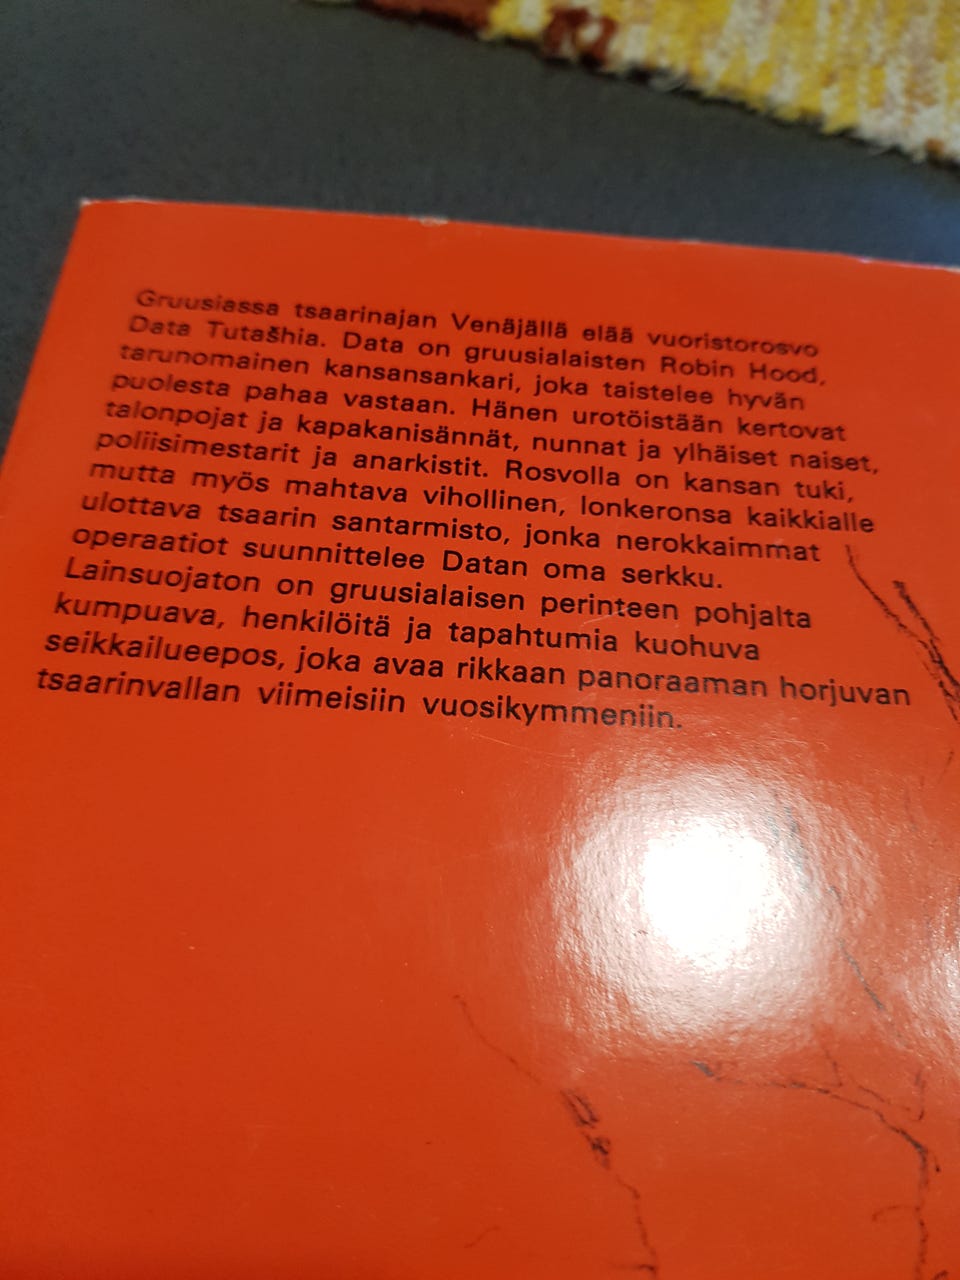 Gruusiassa tsaarinajan Venäjällä elää vuoristorosvo
Data Tutašhia. Data on gruusialaisten Robin Hood,
tarunomainen kansansankari, joka taistelee hyvän
puolesta pahaa vastaan. Hänen urotöistään kertovat
talonpojat ja kapakanisännät, nunnat ja ylhäiset naiset,
poliisimestarit ja anarkistit. Rosvolla on kansan tuki,
mutta myös mahtava vihollinen, lonkeronsa kaikkialle
ulottava tsaarin santarmisto, jonka nerokkaimmat
operaatiot suunnittelee Datan oma serkku.
Lainsuojaton on gruusialaisen perinteen pohjalta
kumpuava, henkilöitä ja tapahtumia kuohuva
seikkailueepos, joka avaa rikkaan panoraaman horjuvan
tsaarinvallan viimeisiin vuosikymmeniin.